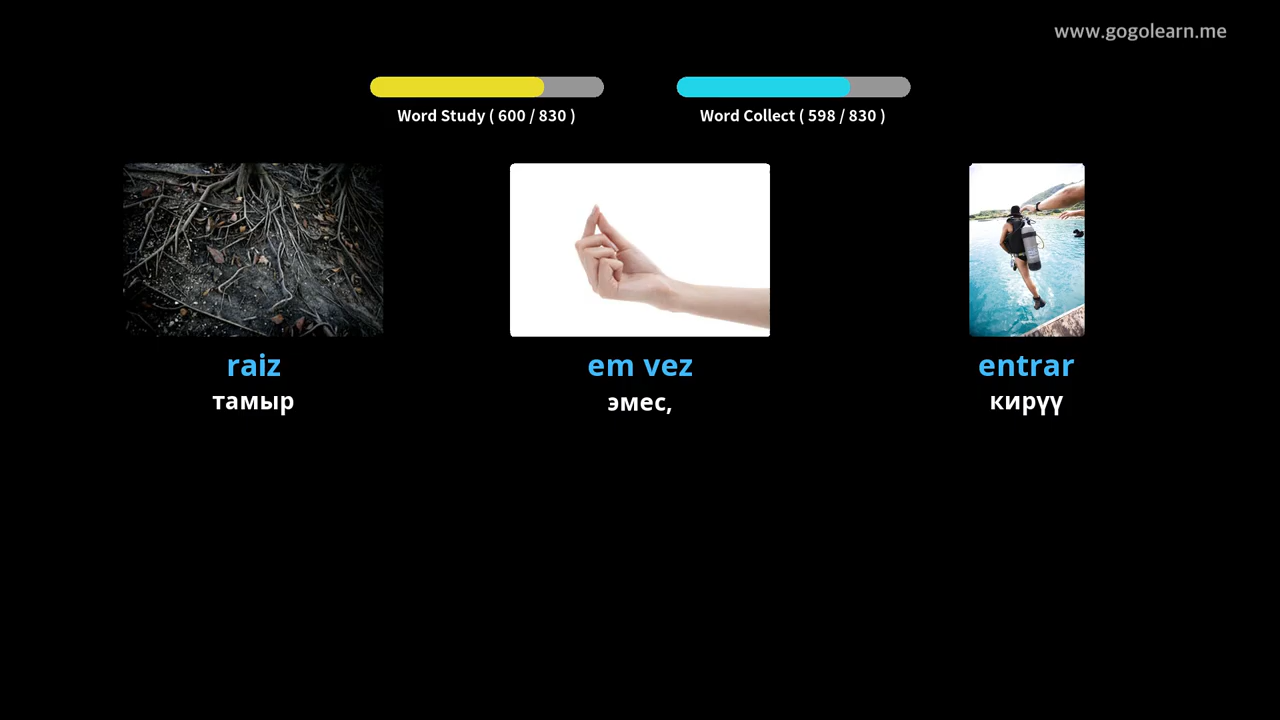 www.gogolearn.me
Word Study ( 600 / 830 )
Word Collect ( 598 / 830 )
raiz
em vez
entrar
тамыр
эмес,
кирүү